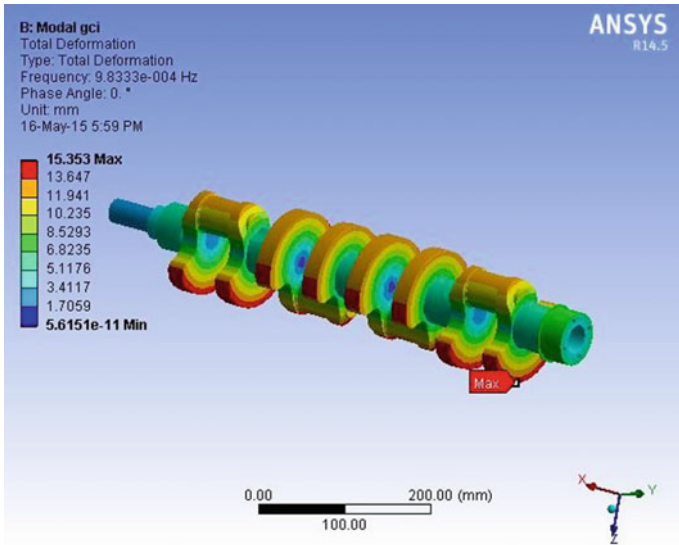 B: Modal gci
Total Deformation
Type: Total Deformation
Frequency: 9.8333e-004 Hz
Phase Angle: 0. °
Unit: mm
16-May-15 5:59 PM
ANSYS
R14.5
15.353 Max
13.647
11.941
10.235
8.5293
6.8235
5.1176
3.4117
1.7059
5.6151e-11 Min
Max
0.00
200.00 (mm)
100.00
X
Y
Z